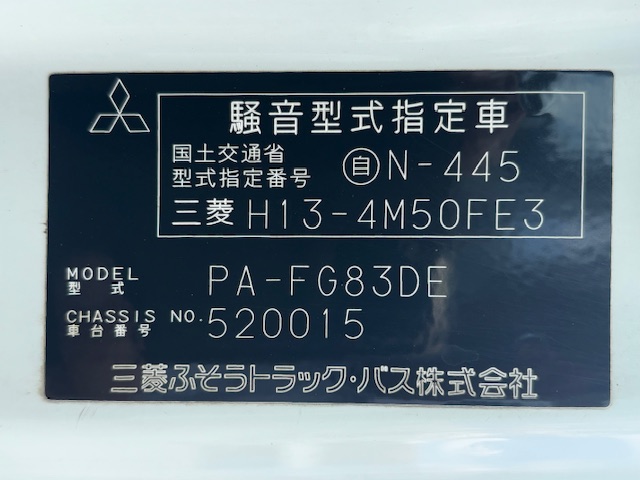 騒音型式指定車
国土交通省
型式指定番号 自 N-445
三菱 H13-4M50FE3
MODEL
型式 PA-FG83DE
CHASSIS NO.
車台番号 520015
三菱ふそうトラック・バス株式会社